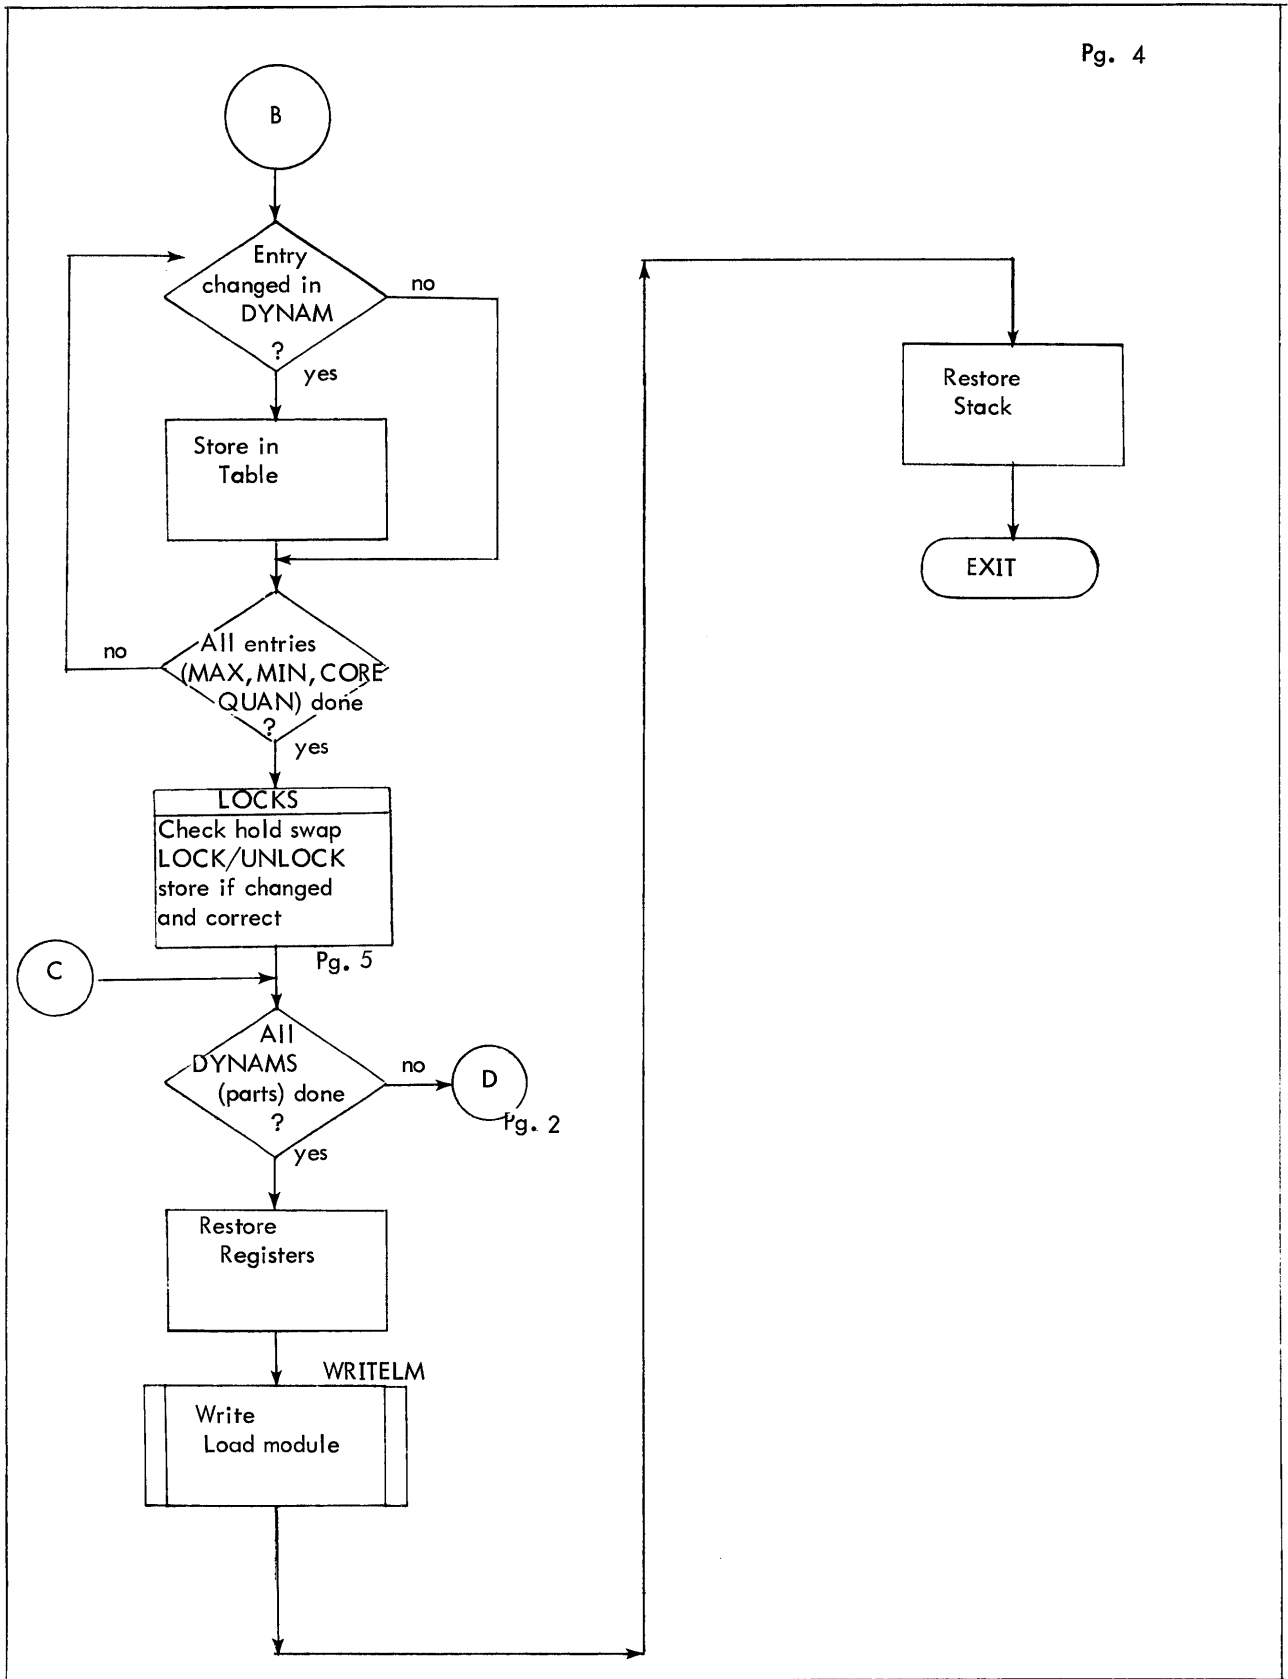 Pg. 4
B
Entry
changed in
DYNAM
?
no
yes
Store in
Table
All entries
(MAX, MIN, CORE
QUAN) done
?
no
yes
LOCKS
Check hold swap
LOCK/UNLOCK
store if changed
and correct
Pg. 5
C
All
DYNAMS
(parts) done
?
no
D
Pg. 2
yes
Restore
Registers
WRITELM
Write
Load module
Restore
Stack
EXIT